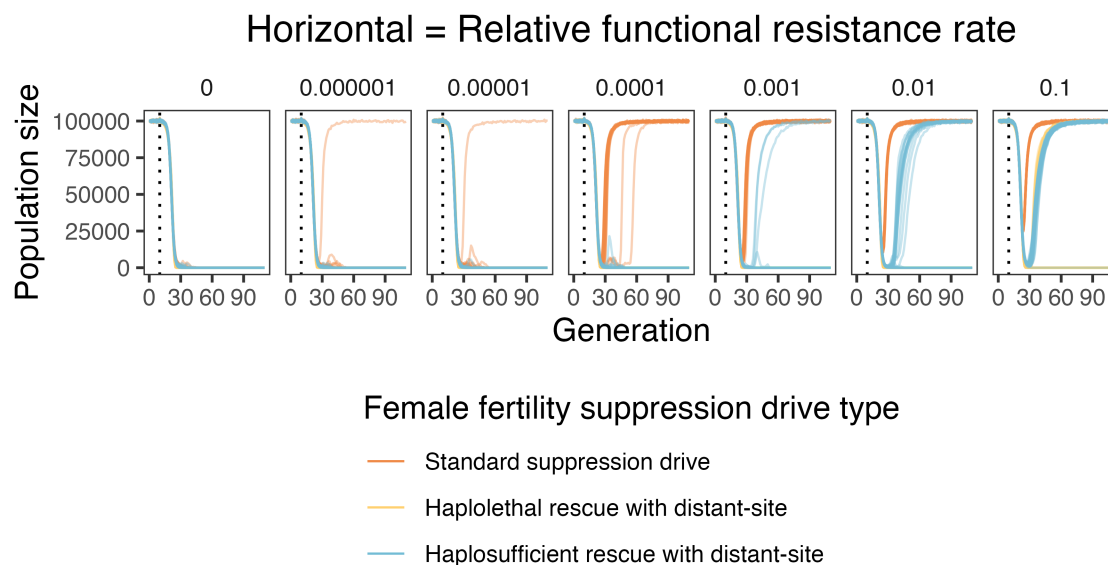 Horizontal = Relative functional resistance rate
0 0.000001 0.00001 0.0001 0.001 0.01 0.1
Population size
100000
75000
50000
25000
0
0 30 60 90 0 30 60 90 0 30 60 90 0 30 60 90 0 30 60 90 0 30 60 90 0 30 60 90
Generation
Female fertility suppression drive type
Standard suppression drive
Haplolethal rescue with distant-site
Haplosufficient rescue with distant-site